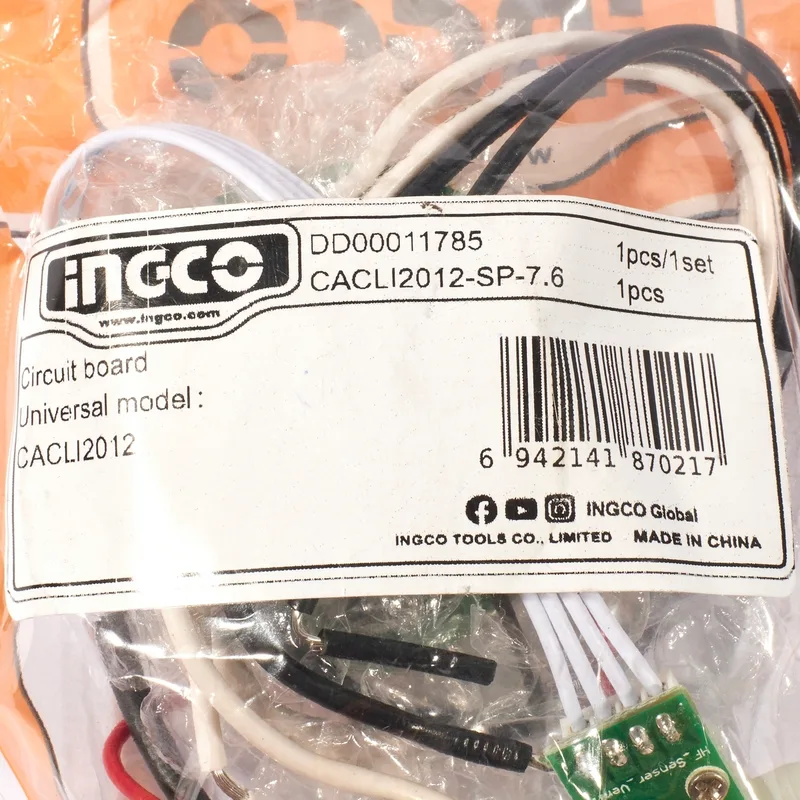 INGCO
www.ingco.com
DD00011785
CACLI2012-SP-7.6
1pcs/1set
1pcs
Circuit board
Universal model:
CACLI2012
6 942141 870217
INGCO Global
INGCO TOOLS CO., LIMITED MADE IN CHINA
HF_Senser_Ver